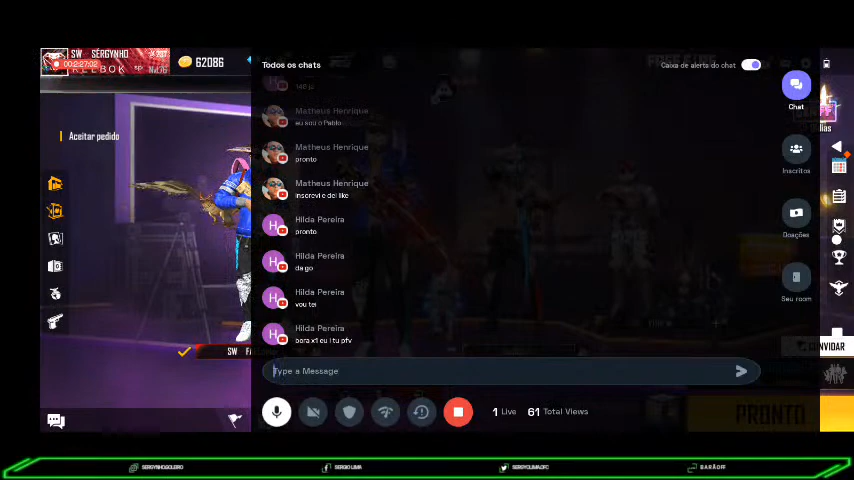 SW SERGYNHO
00:2:27:02
REEBOK
62086
Todos os chats
Caixa de alertas do chat
Aceitar pedido
Matheus Henrique
eu sou o Pablo...
Matheus Henrique
pronto
Matheus Henrique
inscrevi e dei like
Hilda Pereira
pronto
Hilda Pereira
da go
Hilda Pereira
vou tei
Hilda Pereira
bora x1 eu i tu pfv
Chat
Inscritos
Doações
Seu room
SW
Type a Message
1 Live 61 Total Views
PRONTO
SERGIO LIMA
BARÃOFF